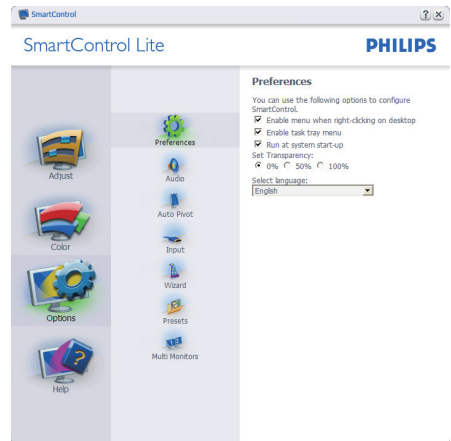 SmartControl
? x
SmartControl Lite
PHILIPS
Adjust
Color
Options
Help
Preferences
Audio
Auto Pivot
Input
Wizard
Presets
Multi Monitors
Preferences
You can use the following options to configure
SmartControl.
Enable menu when right-clicking on desktop
Enable task tray menu
Run at system start-up
Set Transparency:
0% 50% 100%
Select language:
English